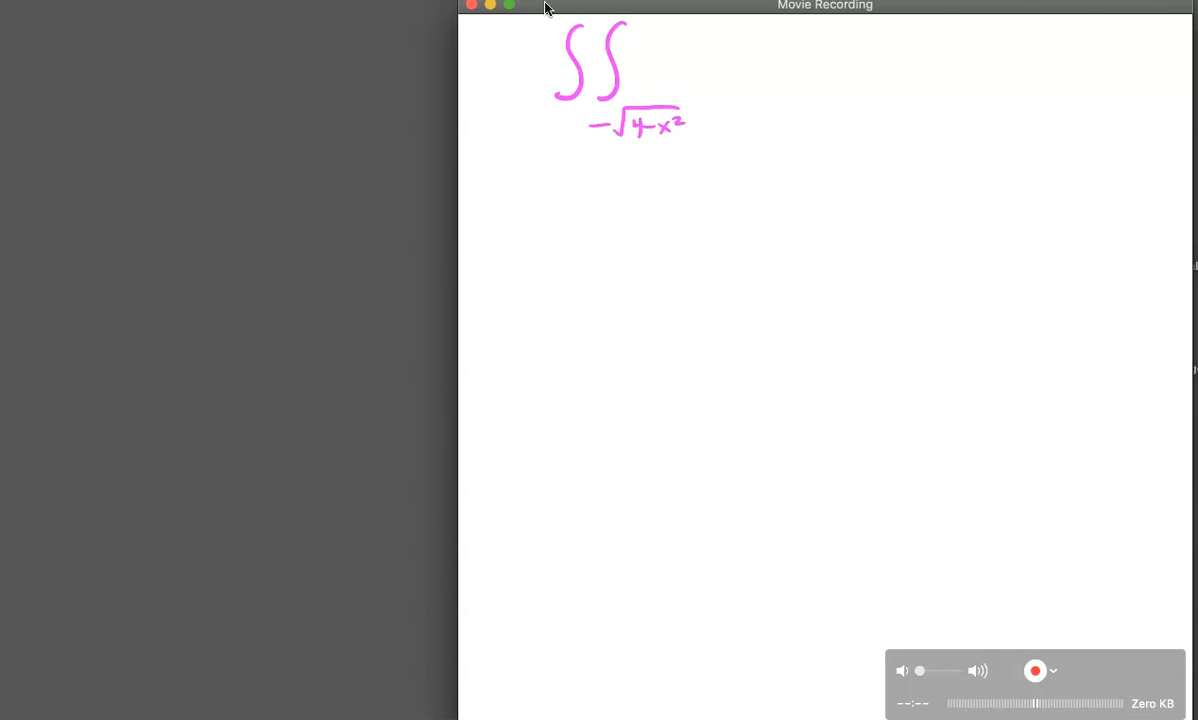 Movie Recording
∫∫
-√4-x²
--:-- Zero KB